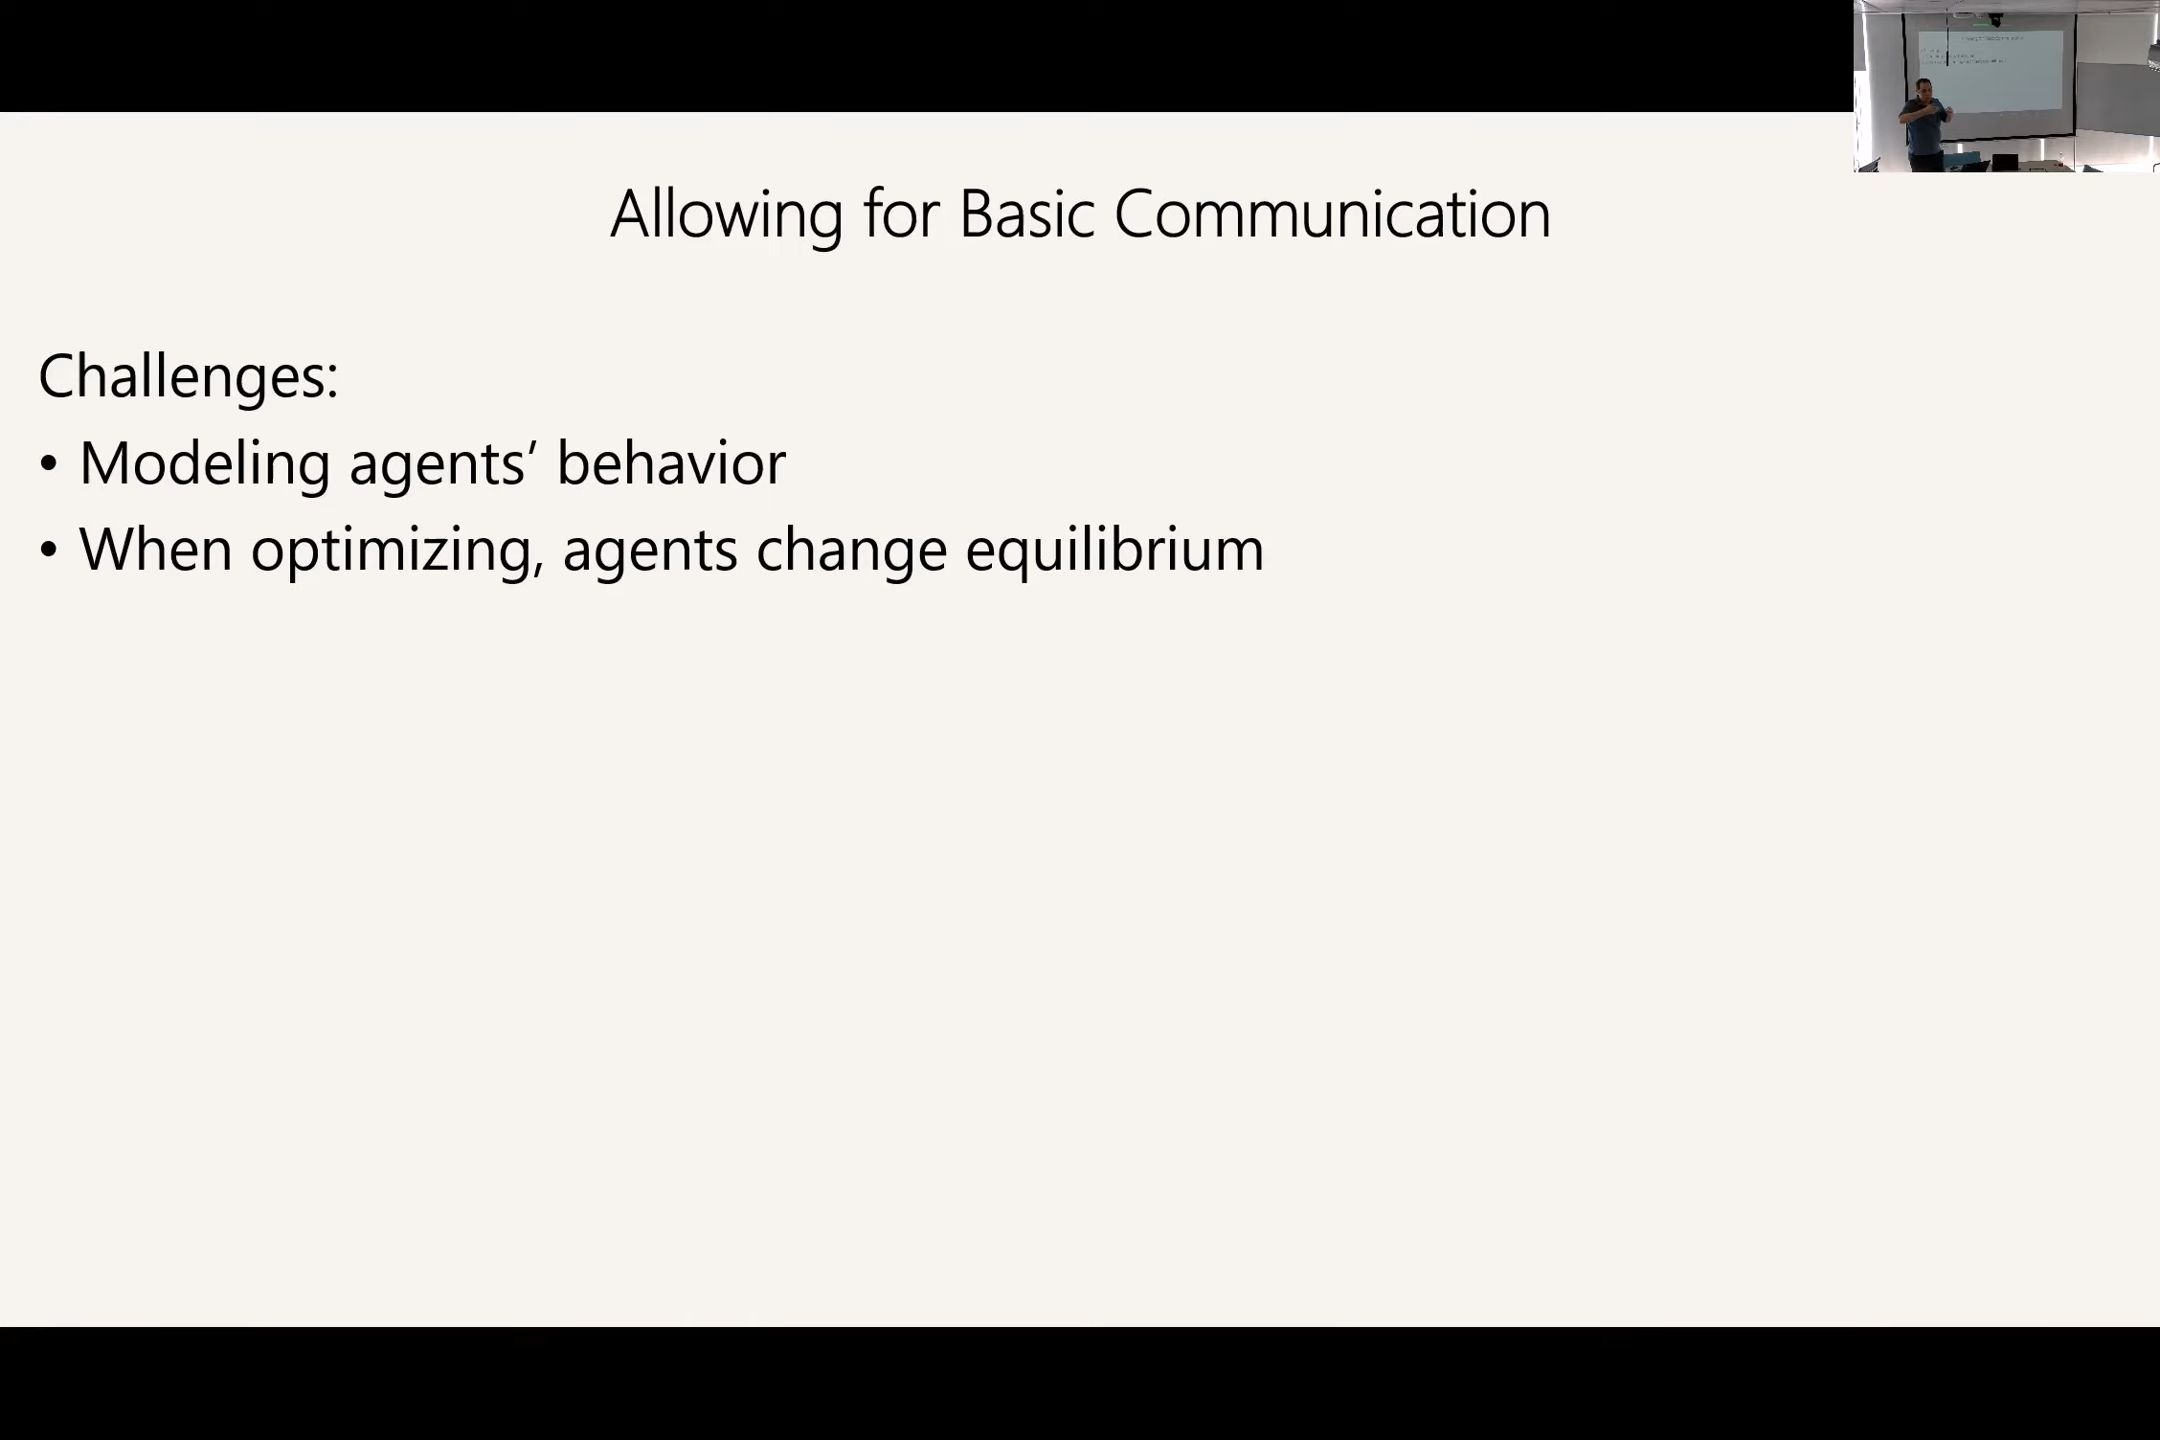 Allowing for Basic Communication
Challenges:
• Modeling agents’ behavior
• When optimizing, agents change equilibrium